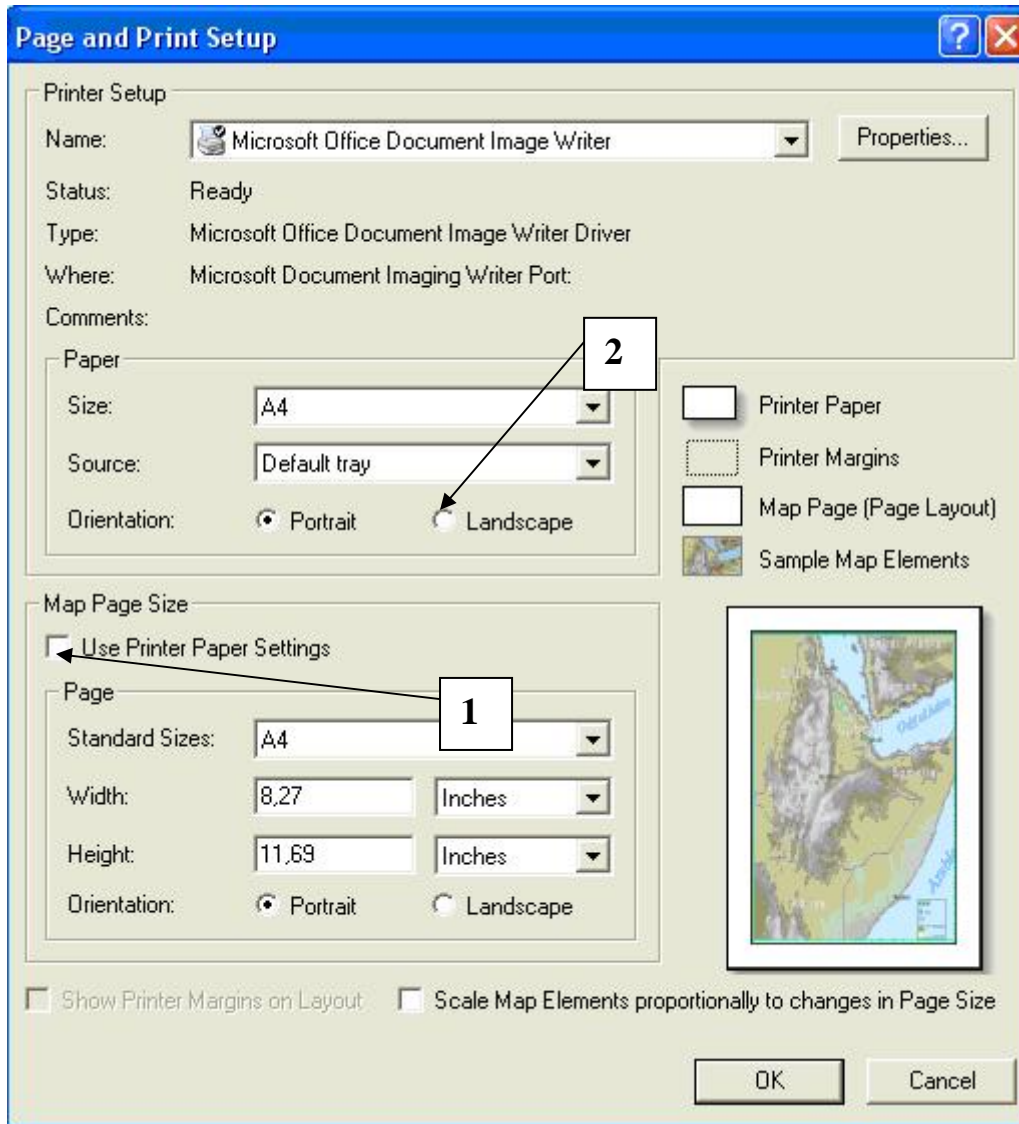 Page and Print Setup
Printer Setup
Name: Microsoft Office Document Image Writer Properties...
Status: Ready
Type: Microsoft Office Document Image Writer Driver
Where: Microsoft Document Imaging Writer Port:
Comments:
2
Paper
Size: A4
Source: Default tray
Orientation: Portrait Landscape
Printer Paper
Printer Margins
Map Page (Page Layout)
Sample Map Elements
Map Page Size
Use Printer Paper Settings
1
Page
Standard Sizes: A4
Width: 8,27 Inches
Height: 11,69 Inches
Orientation: Portrait Landscape
Show Printer Margins on Layout Scale Map Elements proportionally to changes in Page Size
OK Cancel